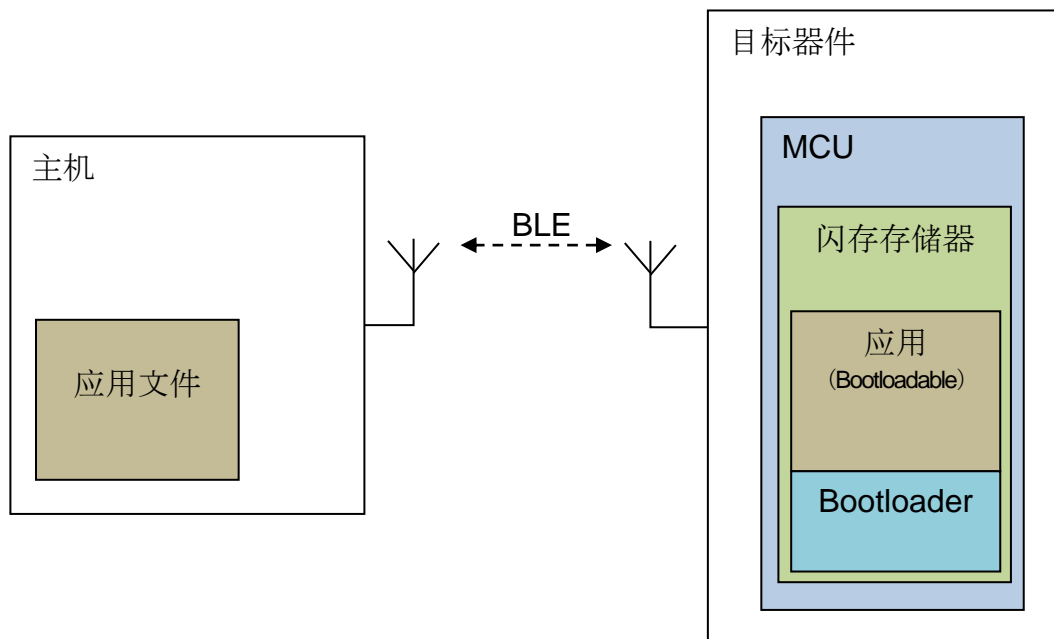 主机
应用文件
BLE
目标器件
MCU
闪存存储器
应用
（Bootloadable）
Bootloader